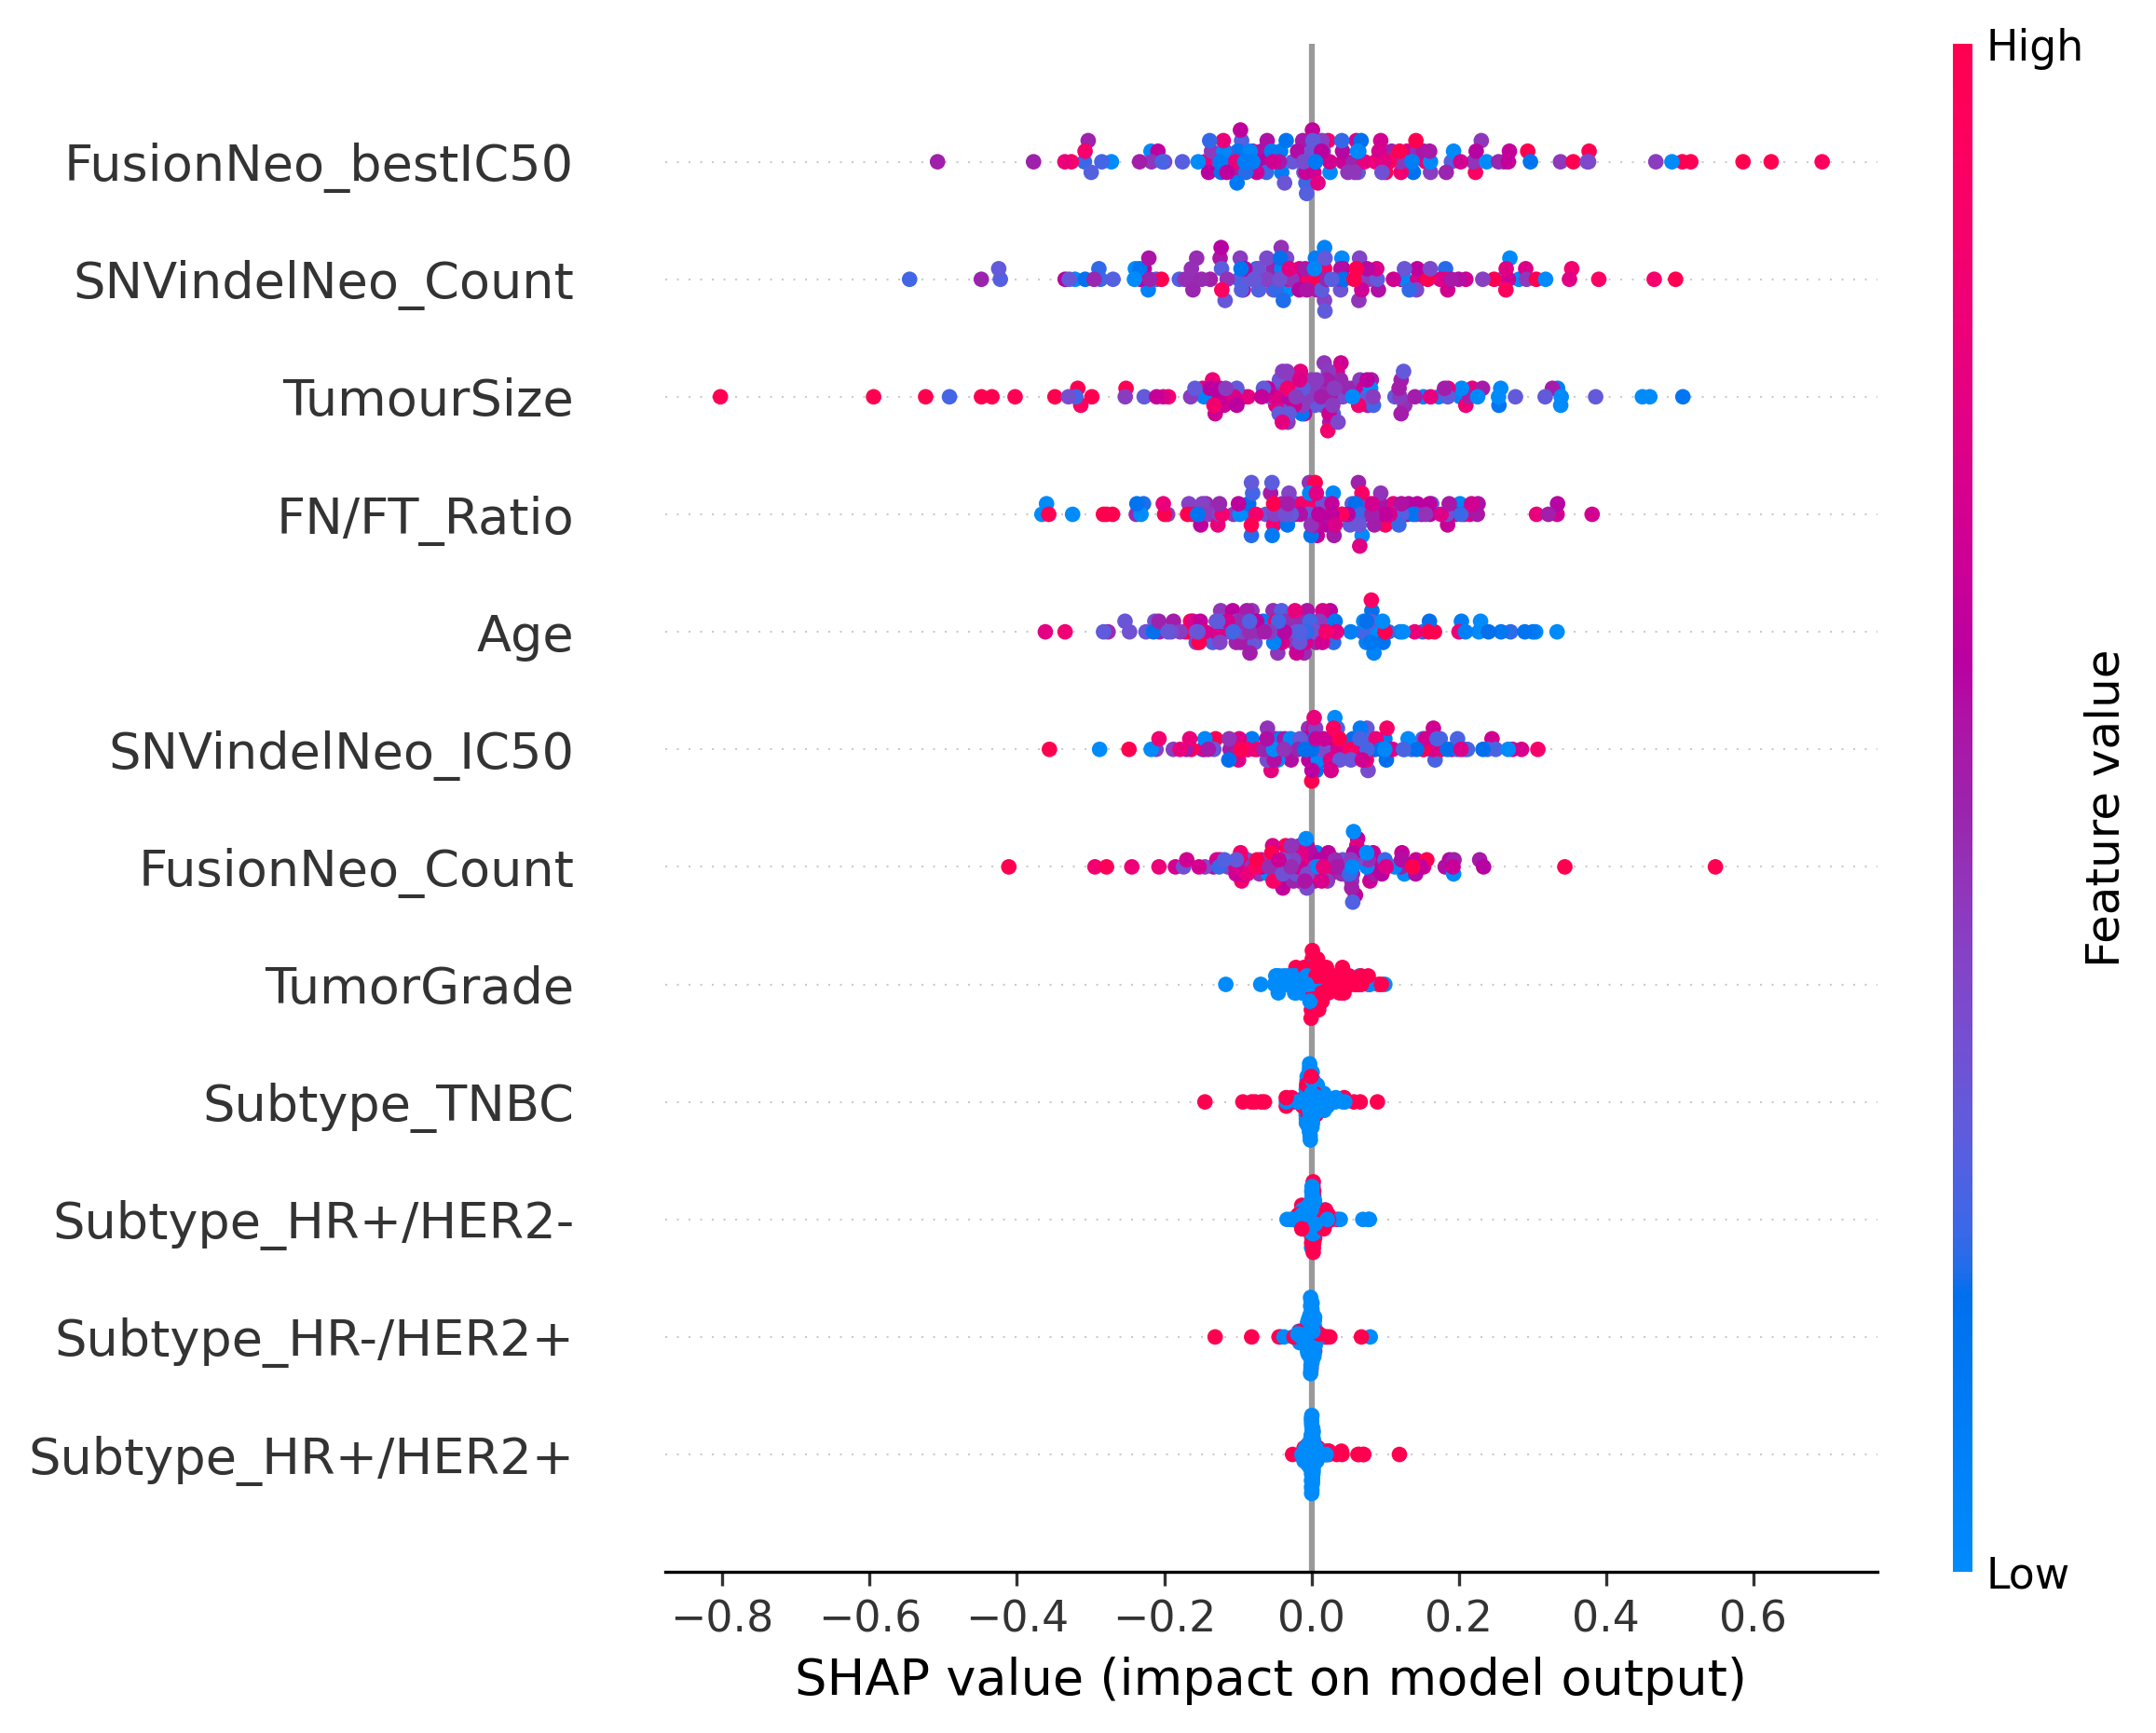 High
FusionNeo_bestIC50
SNVindelNeo_Count
TumourSize
FN/FT_Ratio
Age
SNVindelNeo_IC50
FusionNeo_Count
TumorGrade
Subtype_TNBC
Subtype_HR+/HER2-
Subtype_HR-/HER2+
Subtype_HR+/HER2+
Feature value
Low
−0.8 −0.6 −0.4 −0.2 0.0 0.2 0.4 0.6
SHAP value (impact on model output)